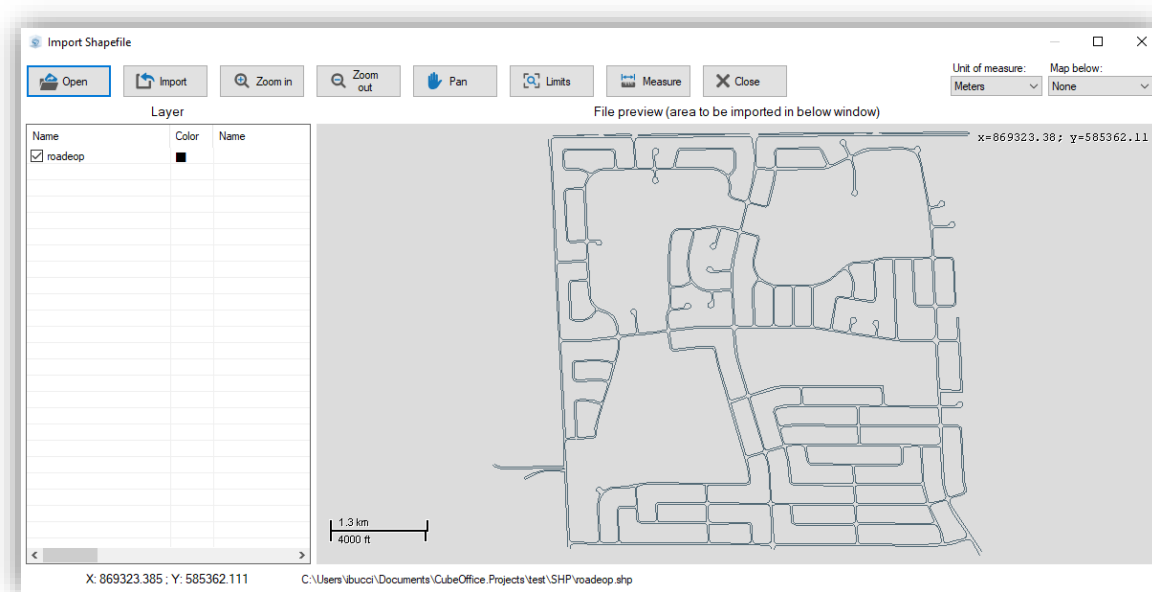 Import Shapefile
Open
Import
Zoom in
Zoom
out
Pan
Limits
Measure
Close
Unit of measure:
Meters
Map below:
None
Layer
File preview (area to be imported in below window)
Name Color Name
roadeop
x=869323.38; y=585362.11
1.3 km
4000 ft
X: 869323.385 ; Y: 585362.111
C:\Users\ibucci\Documents\CubeOffice.Projects\test\SHP\roadeop.shp